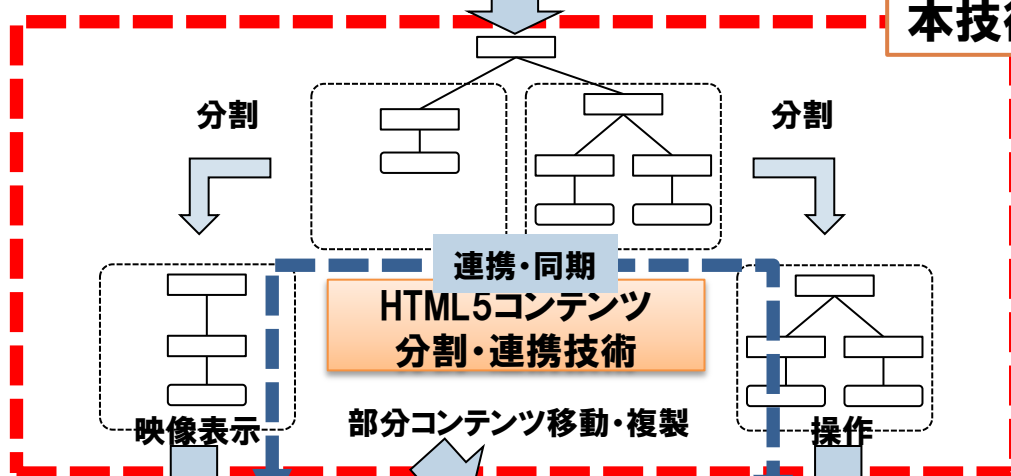 本技術
分割
分割
連携・同期
HTML5コンテンツ
分割・連携技術
映像表示
部分コンテンツ移動・複製
操作